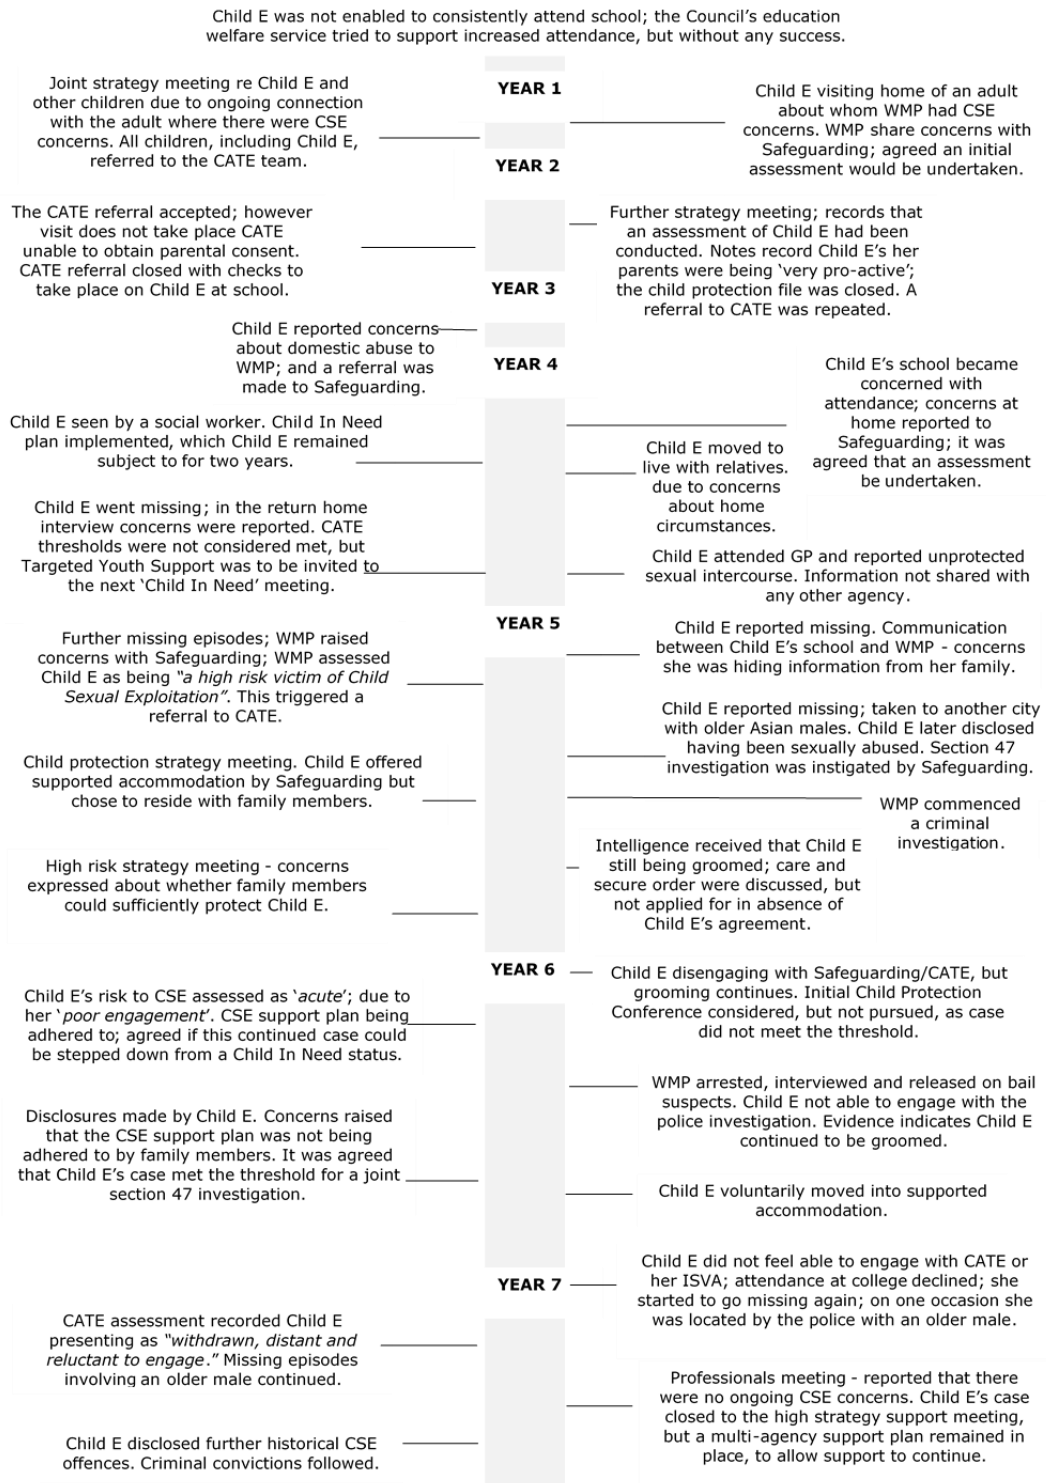 Child E was not enabled to consistently attend school; the Council’s education
welfare service tried to support increased attendance, but without any success.
YEAR 1
Child E visiting home of an adult
about whom WMP had CSE
concerns. WMP share concerns with
Safeguarding; agreed an initial
assessment would be undertaken.
Joint strategy meeting re Child E and
other children due to ongoing connection
with the adult where there were CSE
concerns. All children, including Child E,
referred to the CATE team.
YEAR 2
Further strategy meeting; records that
an assessment of Child E had been
conducted. Notes record Child E’s her
parents were being ‘very pro-active’;
the child protection file was closed. A
referral to CATE was repeated.
The CATE referral accepted; however
visit does not take place CATE
unable to obtain parental consent.
CATE referral closed with checks to
take place on Child E at school.
YEAR 3
Child E reported concerns
about domestic abuse to
WMP; and a referral was
made to Safeguarding.
YEAR 4
Child E’s school became
concerned with
attendance; concerns at
home reported to
Safeguarding; it was
agreed that an assessment
be undertaken.
Child E seen by a social worker. Child In Need
plan implemented, which Child E remained
subject to for two years.
Child E moved to
live with relatives.
due to concerns
about home
circumstances.
Child E went missing; in the return home
interview concerns were reported. CATE
thresholds were not considered met, but
Targeted Youth Support was to be invited to
the next ‘Child In Need’ meeting.
Child E attended GP and reported unprotected
sexual intercourse. Information not shared with
any other agency.
YEAR 5
Child E reported missing. Communication
between Child E’s school and WMP - concerns
she was hiding information from her family.
Further missing episodes; WMP raised
concerns with Safeguarding; WMP assessed
Child E as being “a high risk victim of Child
Sexual Exploitation”. This triggered a
referral to CATE.
Child E reported missing; taken to another city
with older Asian males. Child E later disclosed
having been sexually abused. Section 47
investigation was instigated by Safeguarding.
Child protection strategy meeting. Child E offered
supported accommodation by Safeguarding but
chose to reside with family members.
WMP commenced
a criminal
investigation.
Intelligence received that Child E
still being groomed; care and
secure order were discussed, but
not applied for in absence of
Child E’s agreement.
High risk strategy meeting - concerns
expressed about whether family members
could sufficiently protect Child E.
YEAR 6
Child E disengaging with Safeguarding/CATE, but
grooming continues. Initial Child Protection
Conference considered, but not pursued, as case
did not meet the threshold.
Child E’s risk to CSE assessed as ‘acute’; due to
her ‘poor engagement’. CSE support plan being
adhered to; agreed if this continued case could
be stepped down from a Child In Need status.
WMP arrested, interviewed and released on bail
suspects. Child E not able to engage with the
police investigation. Evidence indicates Child E
continued to be groomed.
Disclosures made by Child E. Concerns raised
that the CSE support plan was not being
adhered to by family members. It was agreed
that Child E’s case met the threshold for a joint
section 47 investigation.
Child E voluntarily moved into supported
accommodation.
YEAR 7
Child E did not feel able to engage with CATE or
her ISVA; attendance at college declined; she
started to go missing again; on one occasion she
was located by the police with an older male.
CATE assessment recorded Child E
presenting as “withdrawn, distant and
reluctant to engage.” Missing episodes
involving an older male continued.
Professionals meeting - reported that there
were no ongoing CSE concerns. Child E’s case
closed to the high strategy support meeting,
but a multi-agency support plan remained in
place, to allow support to continue.
Child E disclosed further historical CSE
offences. Criminal convictions followed.